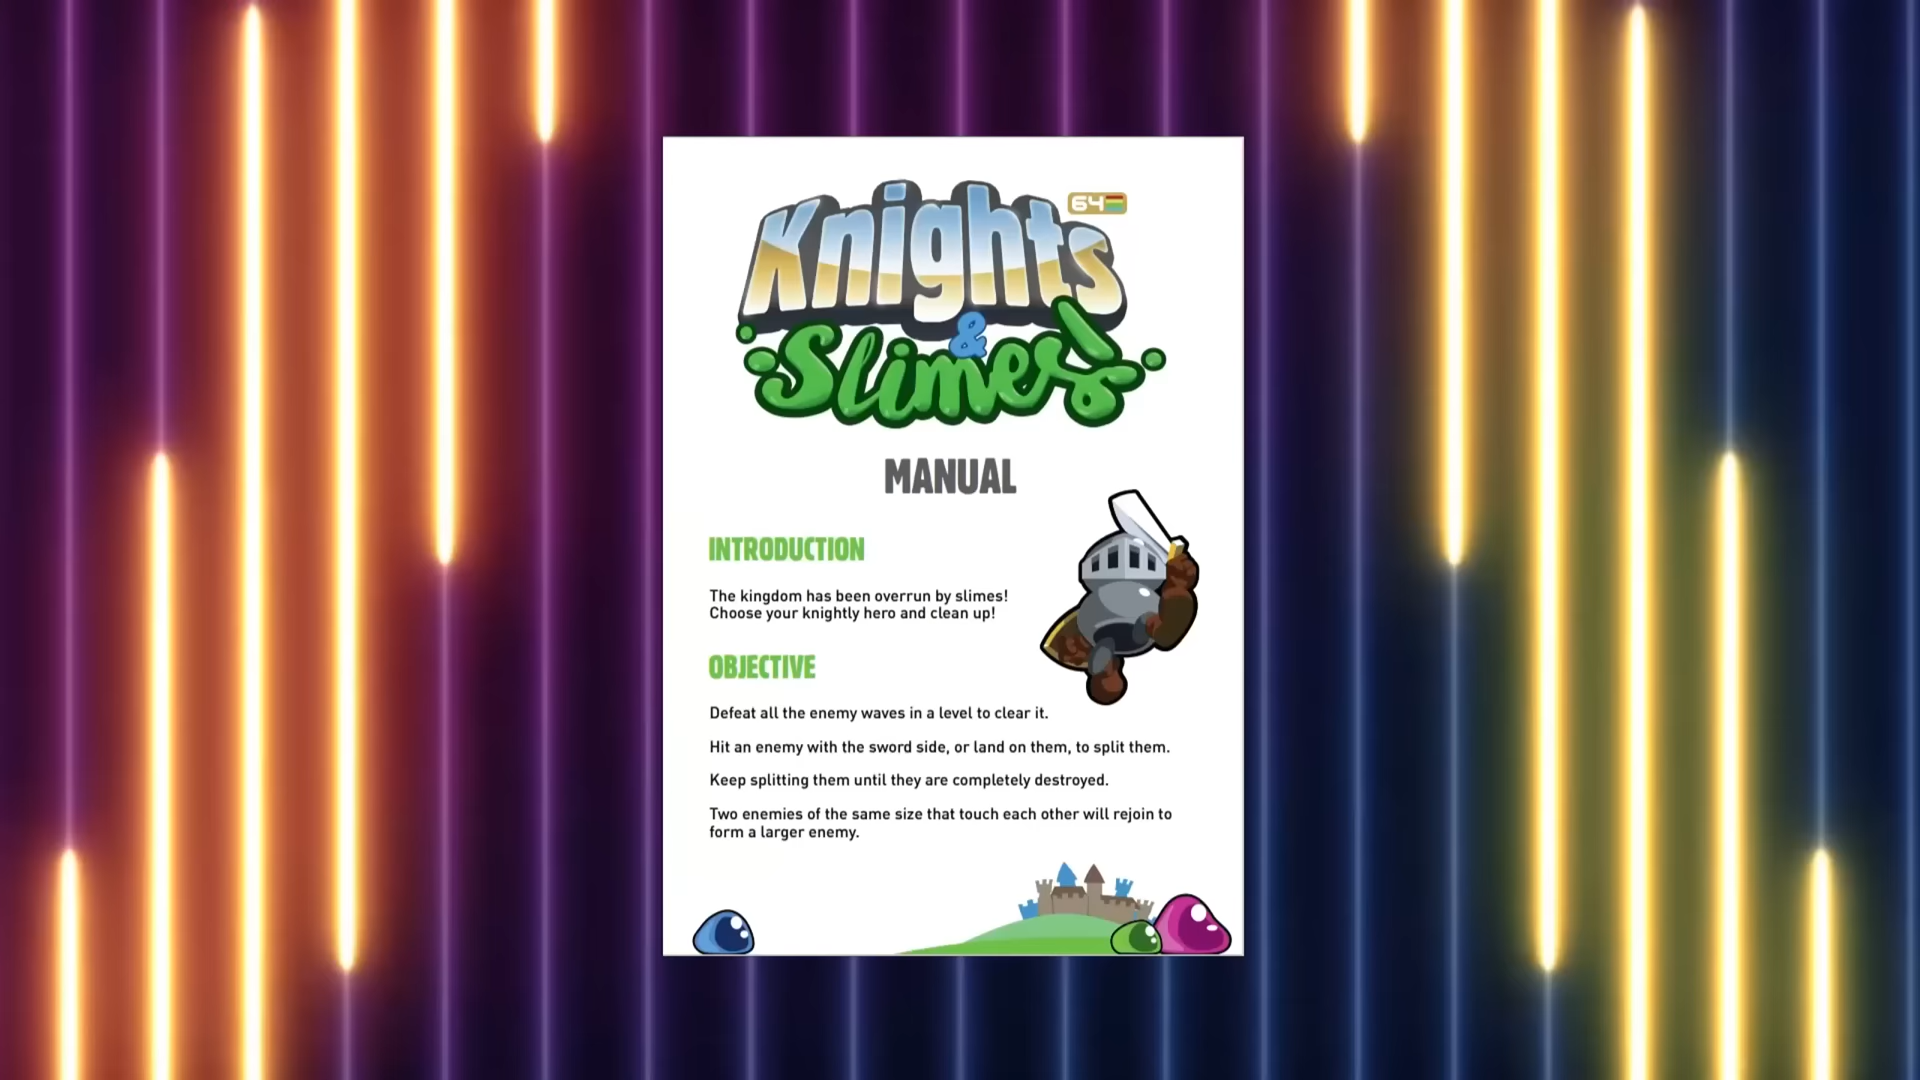 Knights
64
&
Slimes
MANUAL
INTRODUCTION
The kingdom has been overrun by slimes!
Choose your knightly hero and clean up!
OBJECTIVE
Defeat all the enemy waves in a level to clear it.
Hit an enemy with the sword side, or land on them, to split them.
Keep splitting them until they are completely destroyed.
Two enemies of the same size that touch each other will rejoin to
form a larger enemy.